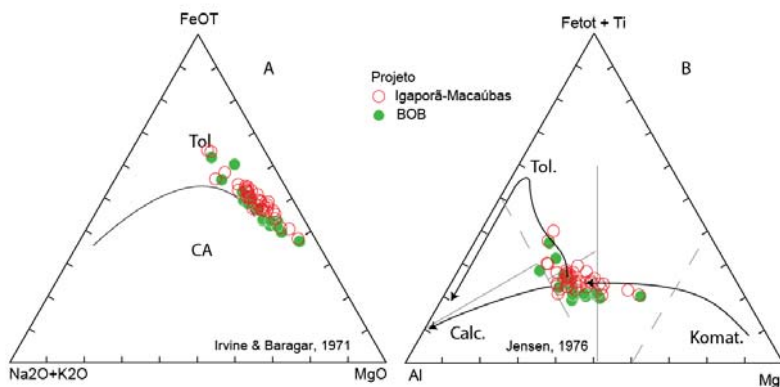 FeOT
A
Tol.
CA
Irvine & Baragar, 1971
Na2O+K2O
MgO
Projeto
Igaporã-Macaúbas
BOB
Fetot + Ti
B
Tol.
Calc.
Komat.
Jensen, 1976
Al
Mg